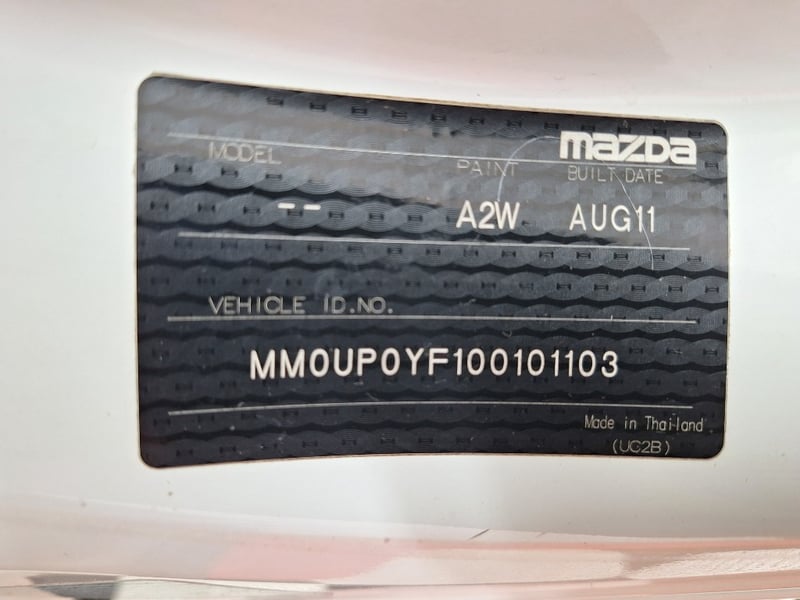 mazda
MODEL PAINT BUILT DATE
-- A2W AUG11
VEHICLE ID.NO.
MM0UP0YF100101103
Made in Thailand
(UC2B)